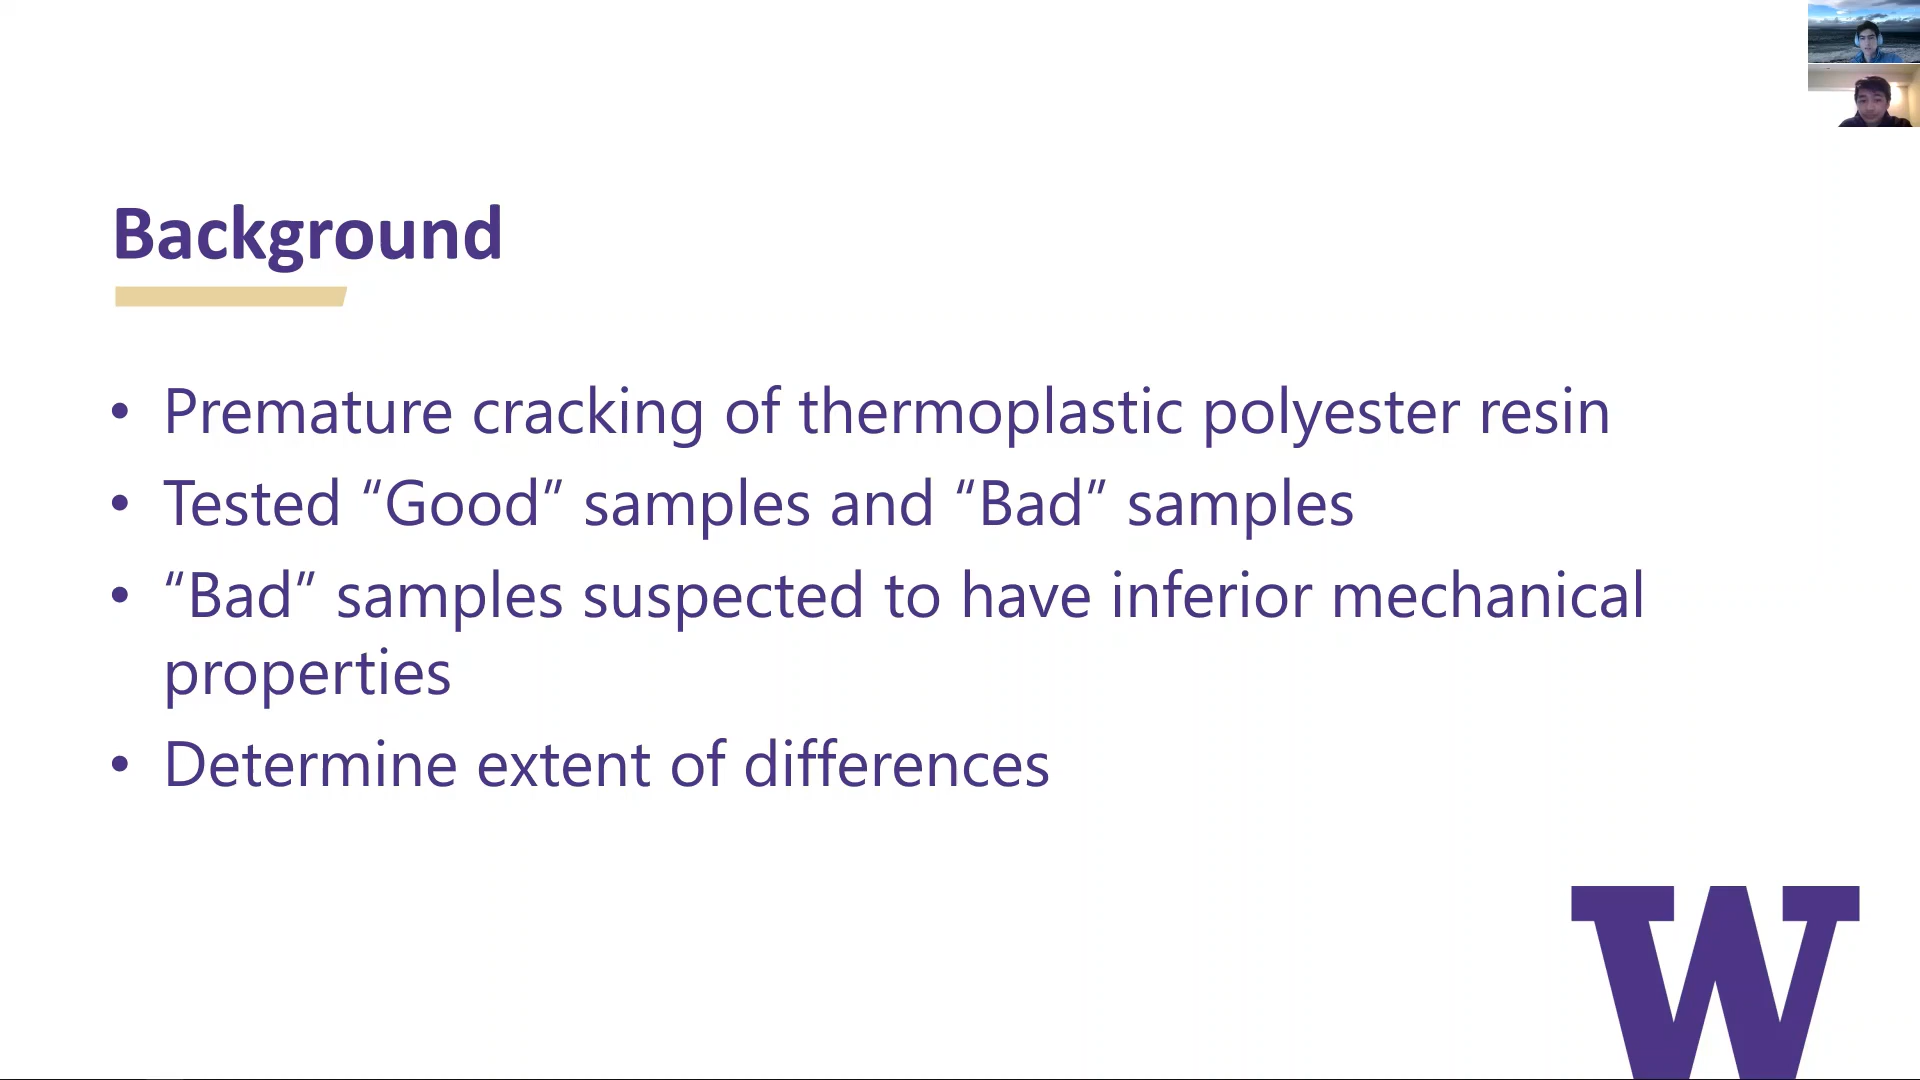 Background
• Premature cracking of thermoplastic polyester resin
• Tested “Good” samples and “Bad” samples
• “Bad” samples suspected to have inferior mechanical
properties
• Determine extent of differences
W